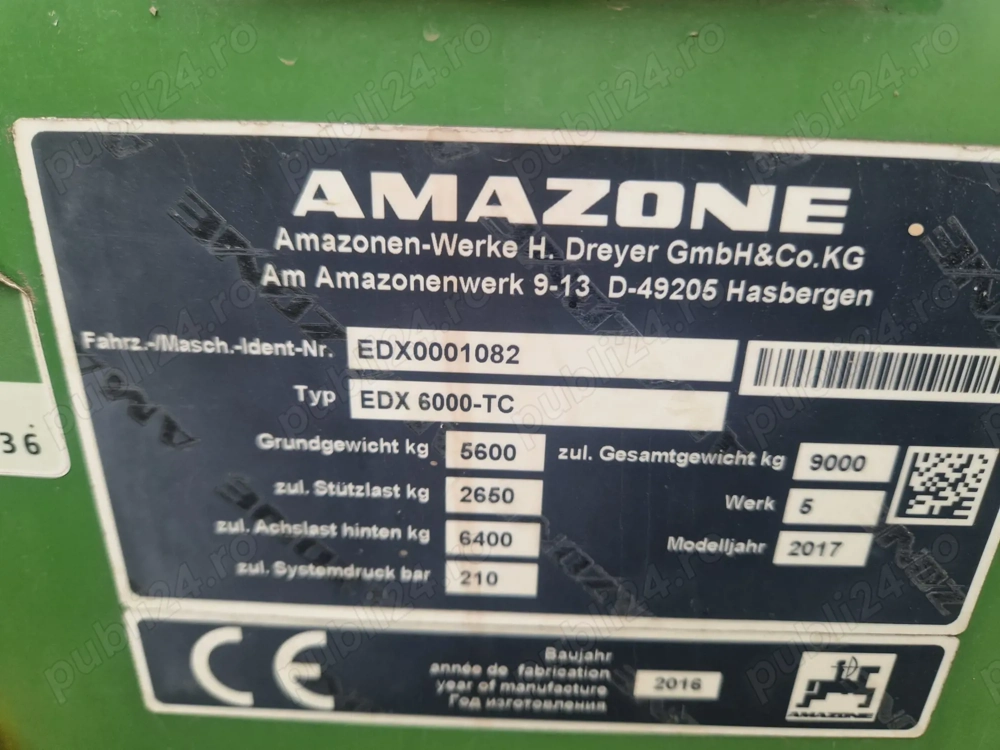 AMAZONE
Amazonen-Werke H. Dreyer GmbH&Co.KG
Am Amazonenwerk 9-13 D-49205 Hasbergen
Fahrz.-/Masch.-Ident-Nr. EDX0001082
Typ EDX 6000-TC
Grundgewicht kg 5600 zul. Gesamtgewicht kg 9000
zul. Stützlast kg 2650 Werk 5
zul. Achslast hinten kg 6400 Modelljahr 2017
zul. Systemdruck bar 210
36
CE
Baujahr
année de fabrication
year of manufacture 2016
Год изготовления
AMAZONE
publi24.ro